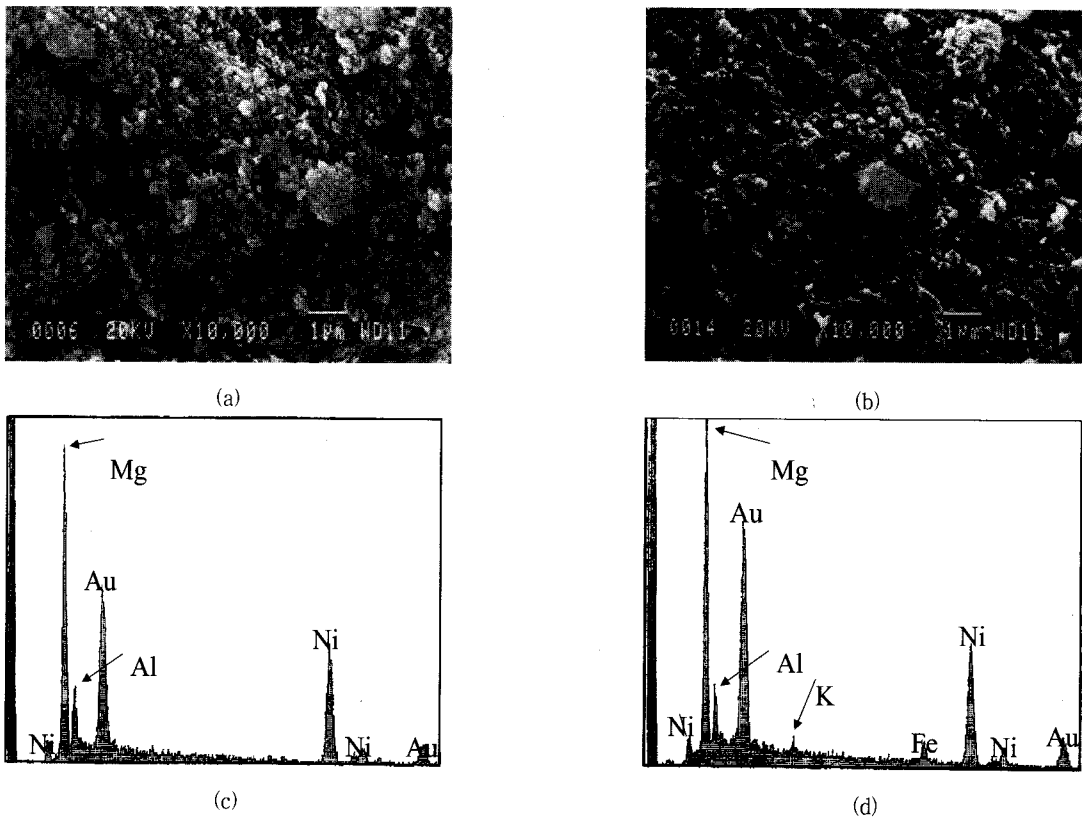 0006 20KV X10,000 1μm WD11
0014 20KV X10,000 1μm WD11
(a)
(b)
Mg
Au
Ni
Al
Ni
Ni
Au
Mg
Au
Ni
Al
K
Ni
Fe
Ni
Au
(c)
(d)